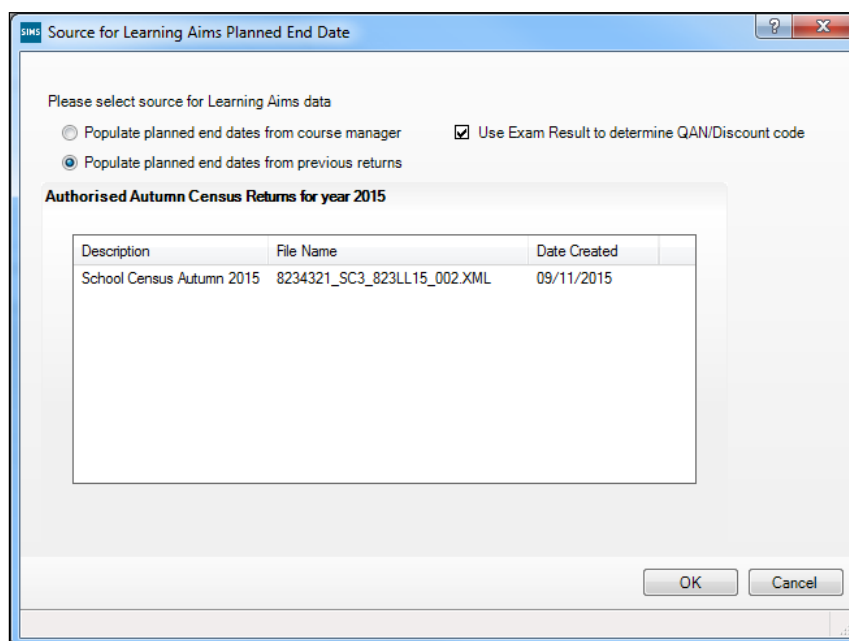 SIMS Source for Learning Aims Planned End Date ? X
Please select source for Learning Aims data
Populate planned end dates from course manager Use Exam Result to determine QAN/Discount code
Populate planned end dates from previous returns
Authorised Autumn Census Returns for year 2015
Description File Name Date Created
School Census Autumn 2015 8234321_SC3_823LL15_002.XML 09/11/2015
OK Cancel